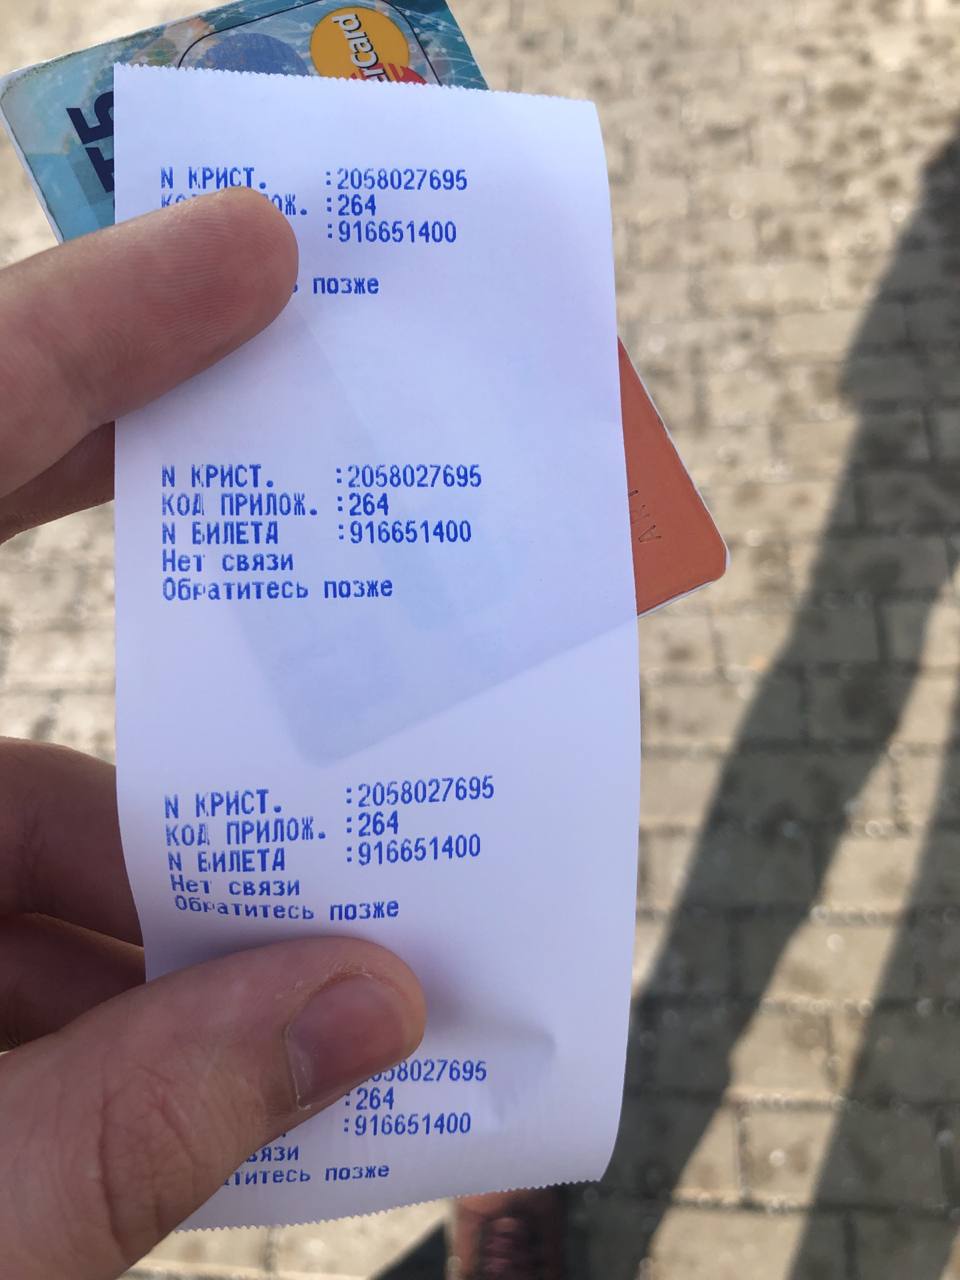 N КРИСТ. :2058027695
:264
:916651400
позже
N КРИСТ. :2058027695
КОД ПРИЛОЖ. :264
N БИЛЕТА :916651400
Нет связи
Обратитесь позже
N КРИСТ. :2058027695
КОД ПРИЛОЖ. :264
N БИЛЕТА :916651400
Нет связи
Обратитесь позже
:264
:916651400
позже